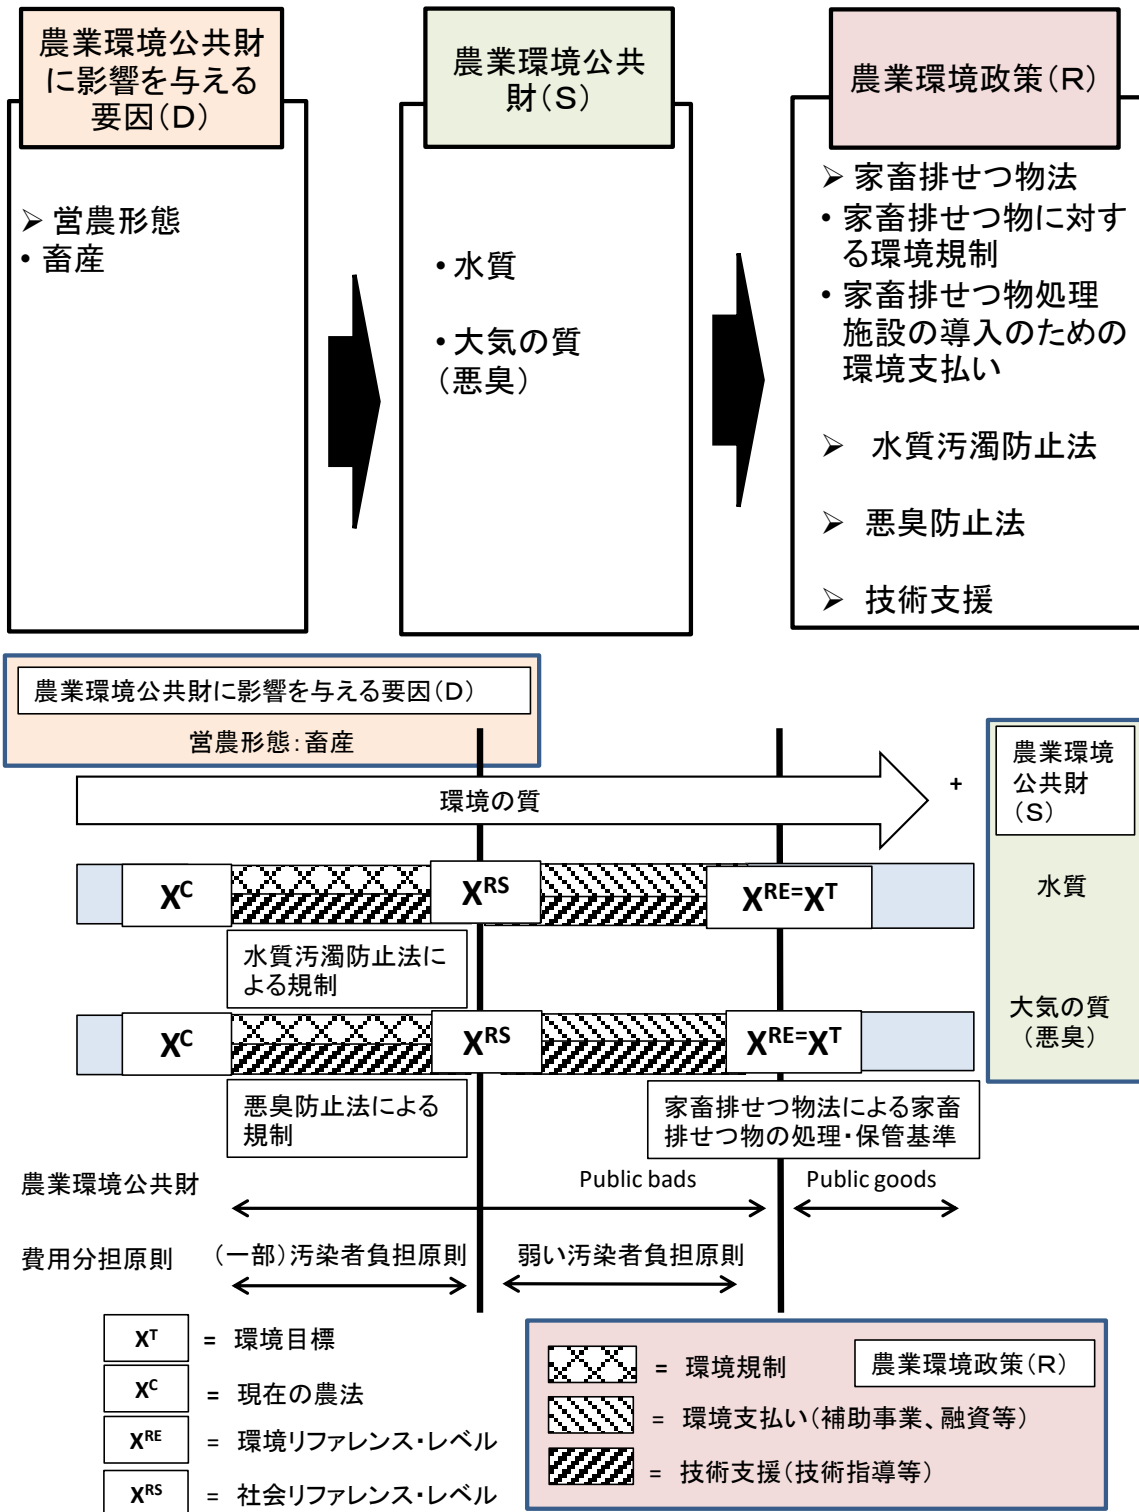 農業環境公共財
に影響を与える
要因(D)
➢ 営農形態
・畜産
農業環境公共
財(S)
・水質
・大気の質
(悪臭)
農業環境政策(R)
➢ 家畜排せつ物法
・家畜排せつ物に対す
る環境規制
・家畜排せつ物処理
施設の導入のための
環境支払い
➢ 水質汚濁防止法
➢ 悪臭防止法
➢ 技術支援
農業環境公共財に影響を与える要因(D)
営農形態:畜産
環境の質
+
農業環境
公共財
(S)
X^C
X^RS
X^RE=X^T
水質
水質汚濁防止法に
よる規制
X^C
X^RS
X^RE=X^T
大気の質
(悪臭)
悪臭防止法による
規制
家畜排せつ物法による家畜
排せつ物の処理・保管基準
農業環境公共財
Public bads
Public goods
費用分担原則
(一部)汚染者負担原則
弱い汚染者負担原則
X^T = 環境目標
X^C = 現在の農法
X^RE = 環境リファレンス・レベル
X^RS = 社会リファレンス・レベル
= 環境規制
農業環境政策(R)
= 環境支払い(補助事業、融資等)
= 技術支援(技術指導等)